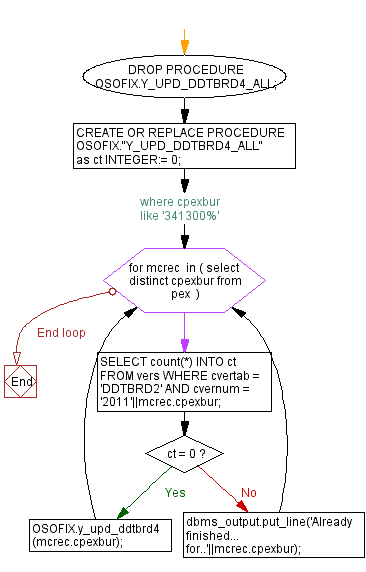 DROP PROCEDURE
OSOFIX.Y_UPD_DDTBRD4_ALL;
CREATE OR REPLACE PROCEDURE
OSOFIX."Y_UPD_DDTBRD4_ALL"
as ct INTEGER:= 0;
where cpexbur
like '341300%'
for mcrec in ( select
distinct cpexbur from
pex )
End loop
End
SELECT count(*) INTO ct
FROM vers WHERE cvertab =
'DDTBRD2' AND cvernum =
'2011'||mcrec.cpexbur;
ct = 0 ?
Yes
No
OSOFIX.y_upd_ddtbrd4
(mcrec.cpexbur);
dbms_output.put_line('Already
finished...
for..'||mcrec.cpexbur);